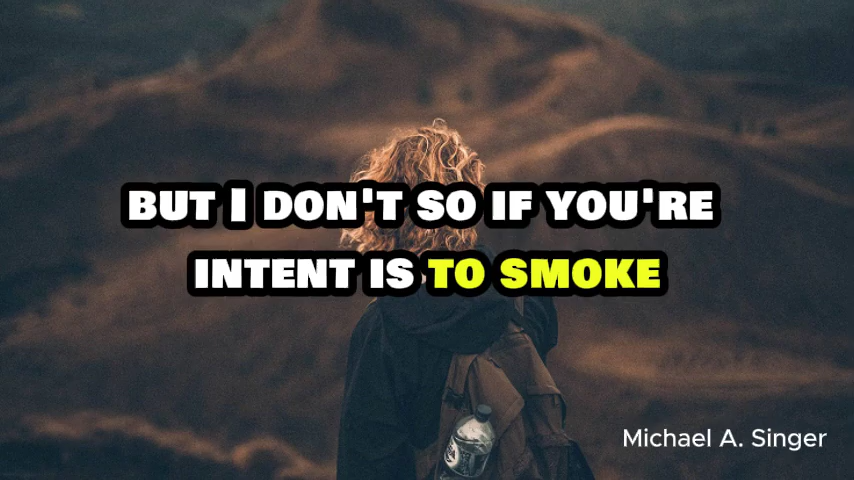 BUT I DON'T SO IF YOU'RE
INTENT IS TO SMOKE
Michael A. Singer